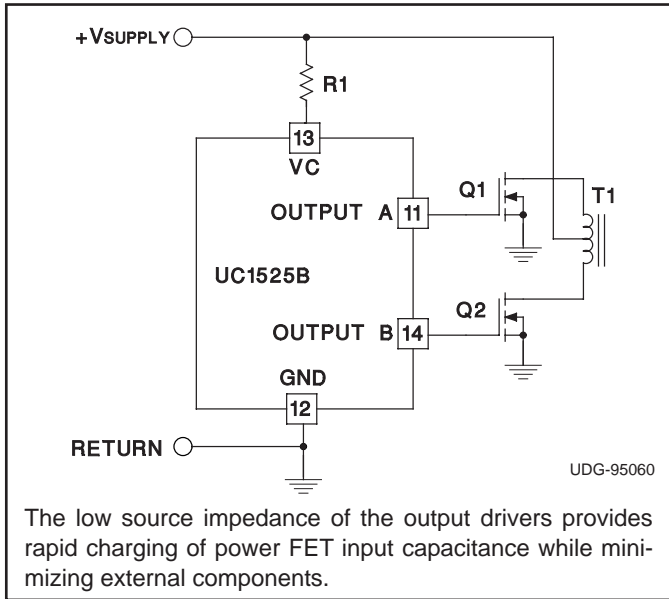 +VSUPPLY
R1
13
VC
Q1
T1
OUTPUT A 11
UC1525B
Q2
OUTPUT B 14
GND
12
RETURN
UDG-95060
The low source impedance of the output drivers provides
rapid charging of power FET input capacitance while mini-
mizing external components.